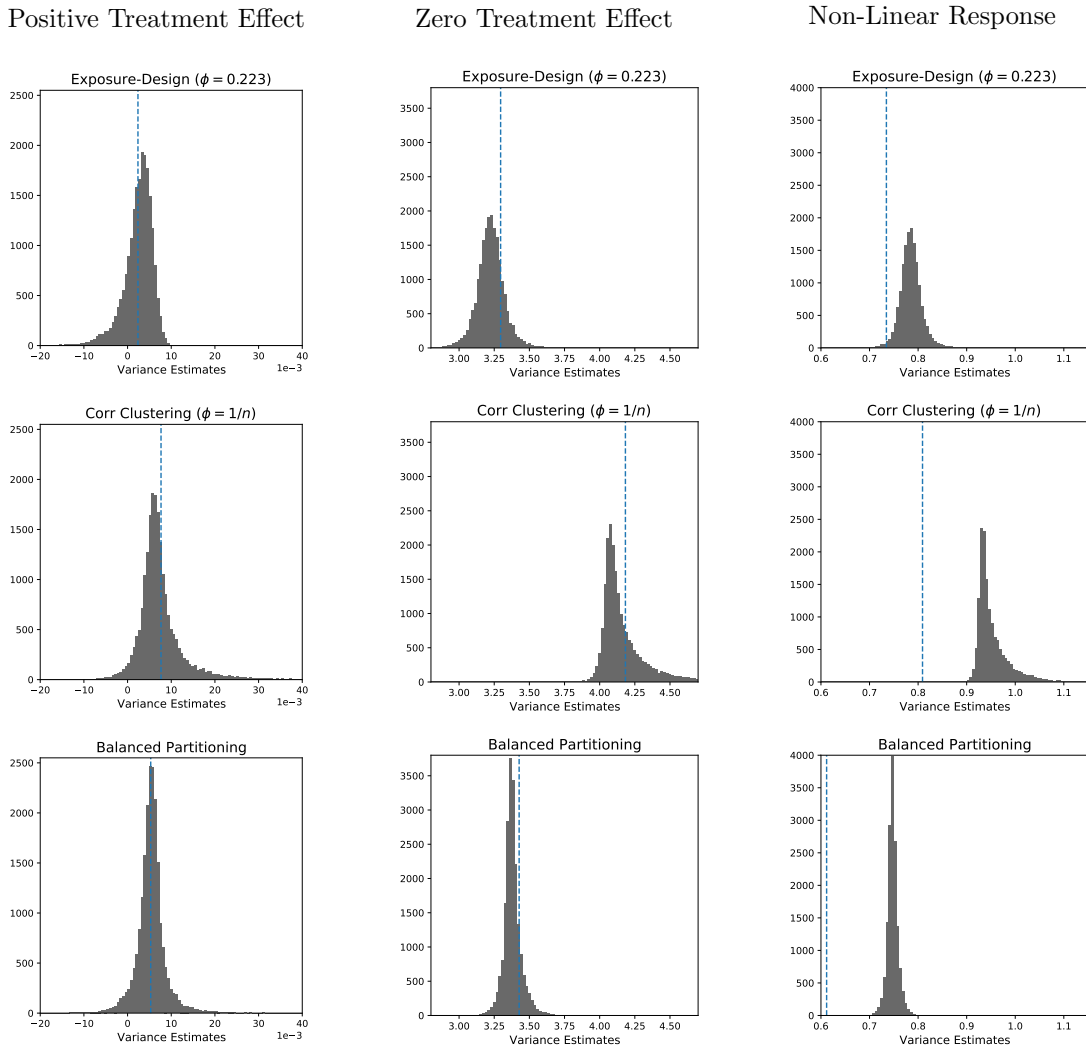 Positive Treatment Effect
Zero Treatment Effect
Non-Linear Response
Exposure-Design (ϕ = 0.223)
2500
2000
1500
1000
500
0
−20 −10 0 10 20 30 40
Variance Estimates 1e−3
Exposure-Design (ϕ = 0.223)
3500
3000
2500
2000
1500
1000
500
0
3.00 3.25 3.50 3.75 4.00 4.25 4.50
Variance Estimates
Exposure-Design (ϕ = 0.223)
4000
3500
3000
2500
2000
1500
1000
500
0
0.6 0.7 0.8 0.9 1.0 1.1
Variance Estimates
Corr Clustering (ϕ = 1/n)
2500
2000
1500
1000
500
0
−20 −10 0 10 20 30 40
Variance Estimates 1e−3
Corr Clustering (ϕ = 1/n)
3500
3000
2500
2000
1500
1000
500
0
3.00 3.25 3.50 3.75 4.00 4.25 4.50
Variance Estimates
Corr Clustering (ϕ = 1/n)
4000
3500
3000
2500
2000
1500
1000
500
0
0.6 0.7 0.8 0.9 1.0 1.1
Variance Estimates
Balanced Partitioning
2500
2000
1500
1000
500
0
−20 −10 0 10 20 30 40
Variance Estimates 1e−3
Balanced Partitioning
3500
3000
2500
2000
1500
1000
500
0
3.00 3.25 3.50 3.75 4.00 4.25 4.50
Variance Estimates
Balanced Partitioning
4000
3500
3000
2500
2000
1500
1000
500
0
0.6 0.7 0.8 0.9 1.0 1.1
Variance Estimates